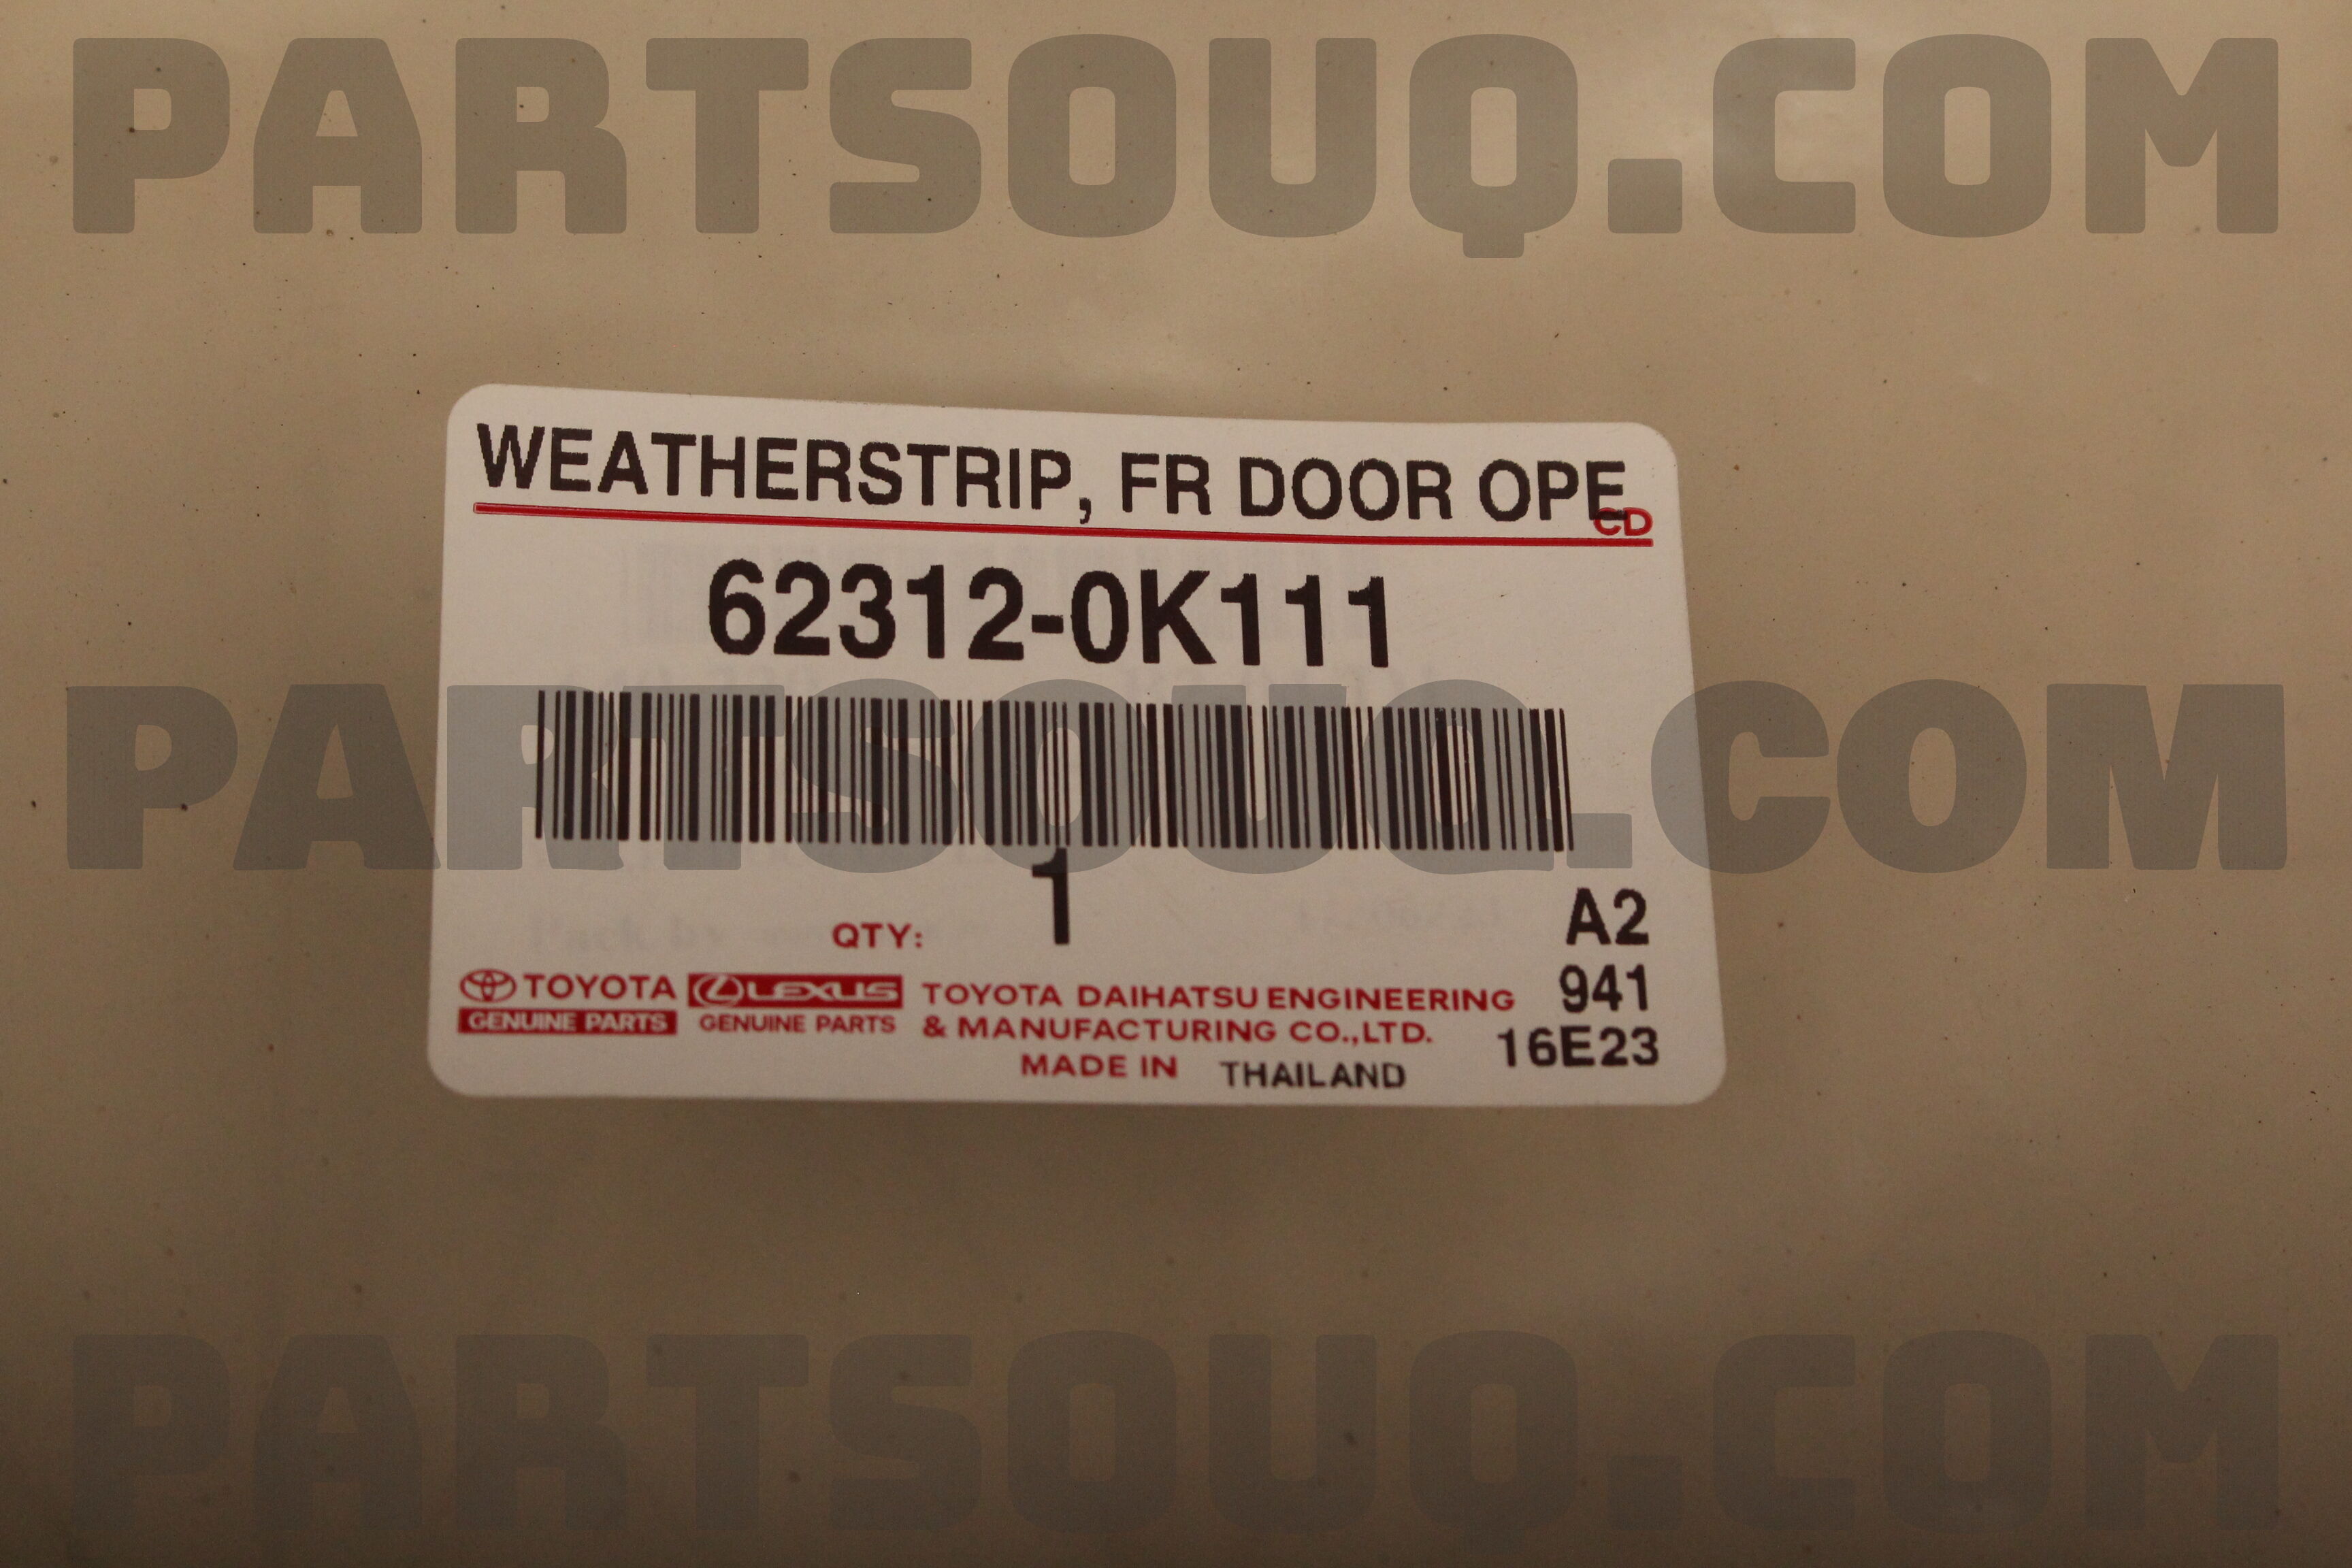 PARTSOUQ.COM
WEATHERSTRIP, FR DOOR OPE
CD
62312-0K111
PARTSOUQ.COM
QTY: 1
A2
941
16E23
TOYOTA
GENUINE PARTS
LEXUS
GENUINE PARTS
TOYOTA DAIHATSU ENGINEERING
& MANUFACTURING CO.,LTD.
MADE IN THAILAND
PARTSOUQ.COM